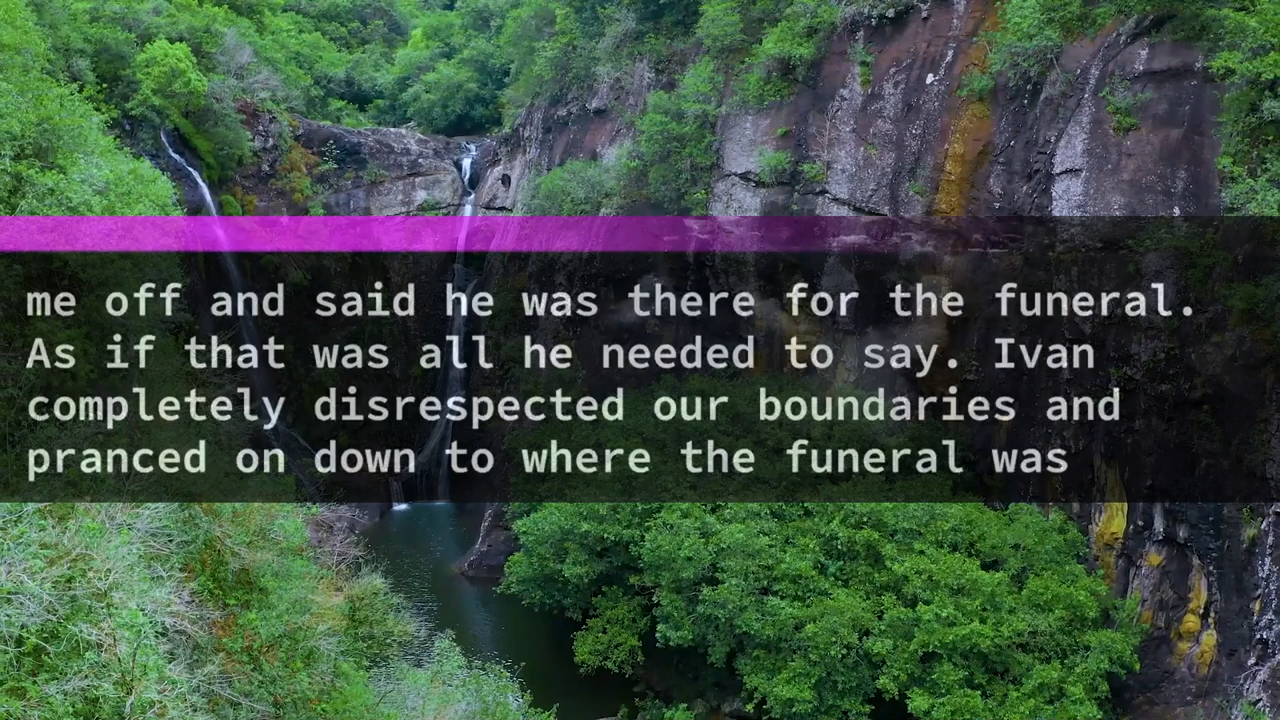 me off and said he was there for the funeral.
As if that was all he needed to say. Ivan
completely disrespected our boundaries and
pranced on down to where the funeral was